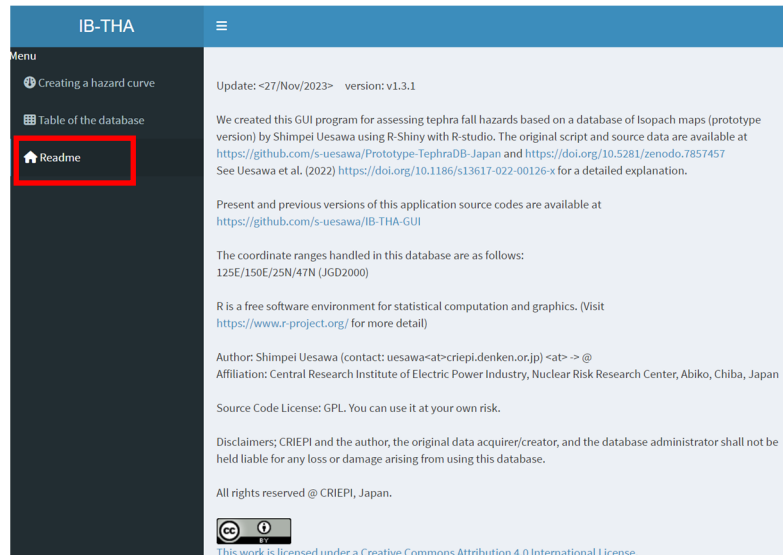 IB-THA
Menu
Creating a hazard curve
Table of the database
Readme
Update: <27/Nov/2023> version: v1.3.1
We created this GUI program for assessing tephra fall hazards based on a database of Isopach maps (prototype
version) by Shimpei Uesawa using R-Shiny with R-studio. The original script and source data are available at
https://github.com/s-uesawa/Prototype-TephraDB-Japan and https://doi.org/10.5281/zenodo.7857457
See Uesawa et al. (2022) https://doi.org/10.1186/s13617-022-00126-x for a detailed explanation.
Present and previous versions of this application source codes are available at
https://github.com/s-uesawa/IB-THA-GUI
The coordinate ranges handled in this database are as follows:
125E/150E/25N/47N (JGD2000)
R is a free software environment for statistical computation and graphics. (Visit
https://www.r-project.org/ for more detail)
Author: Shimpei Uesawa (contact: uesawa<at>criepi.denken.or.jp) <at> -> @
Affiliation: Central Research Institute of Electric Power Industry, Nuclear Risk Research Center, Abiko, Chiba, Japan
Source Code License: GPL. You can use it at your own risk.
Disclaimers; CRIEPI and the author, the original data acquirer/creator, and the database administrator shall not be
held liable for any loss or damage arising from using this database.
All rights reserved @ CRIEPI, Japan.
cc
BY
This work is licensed under a Creative Commons Attribution 4.0 International License